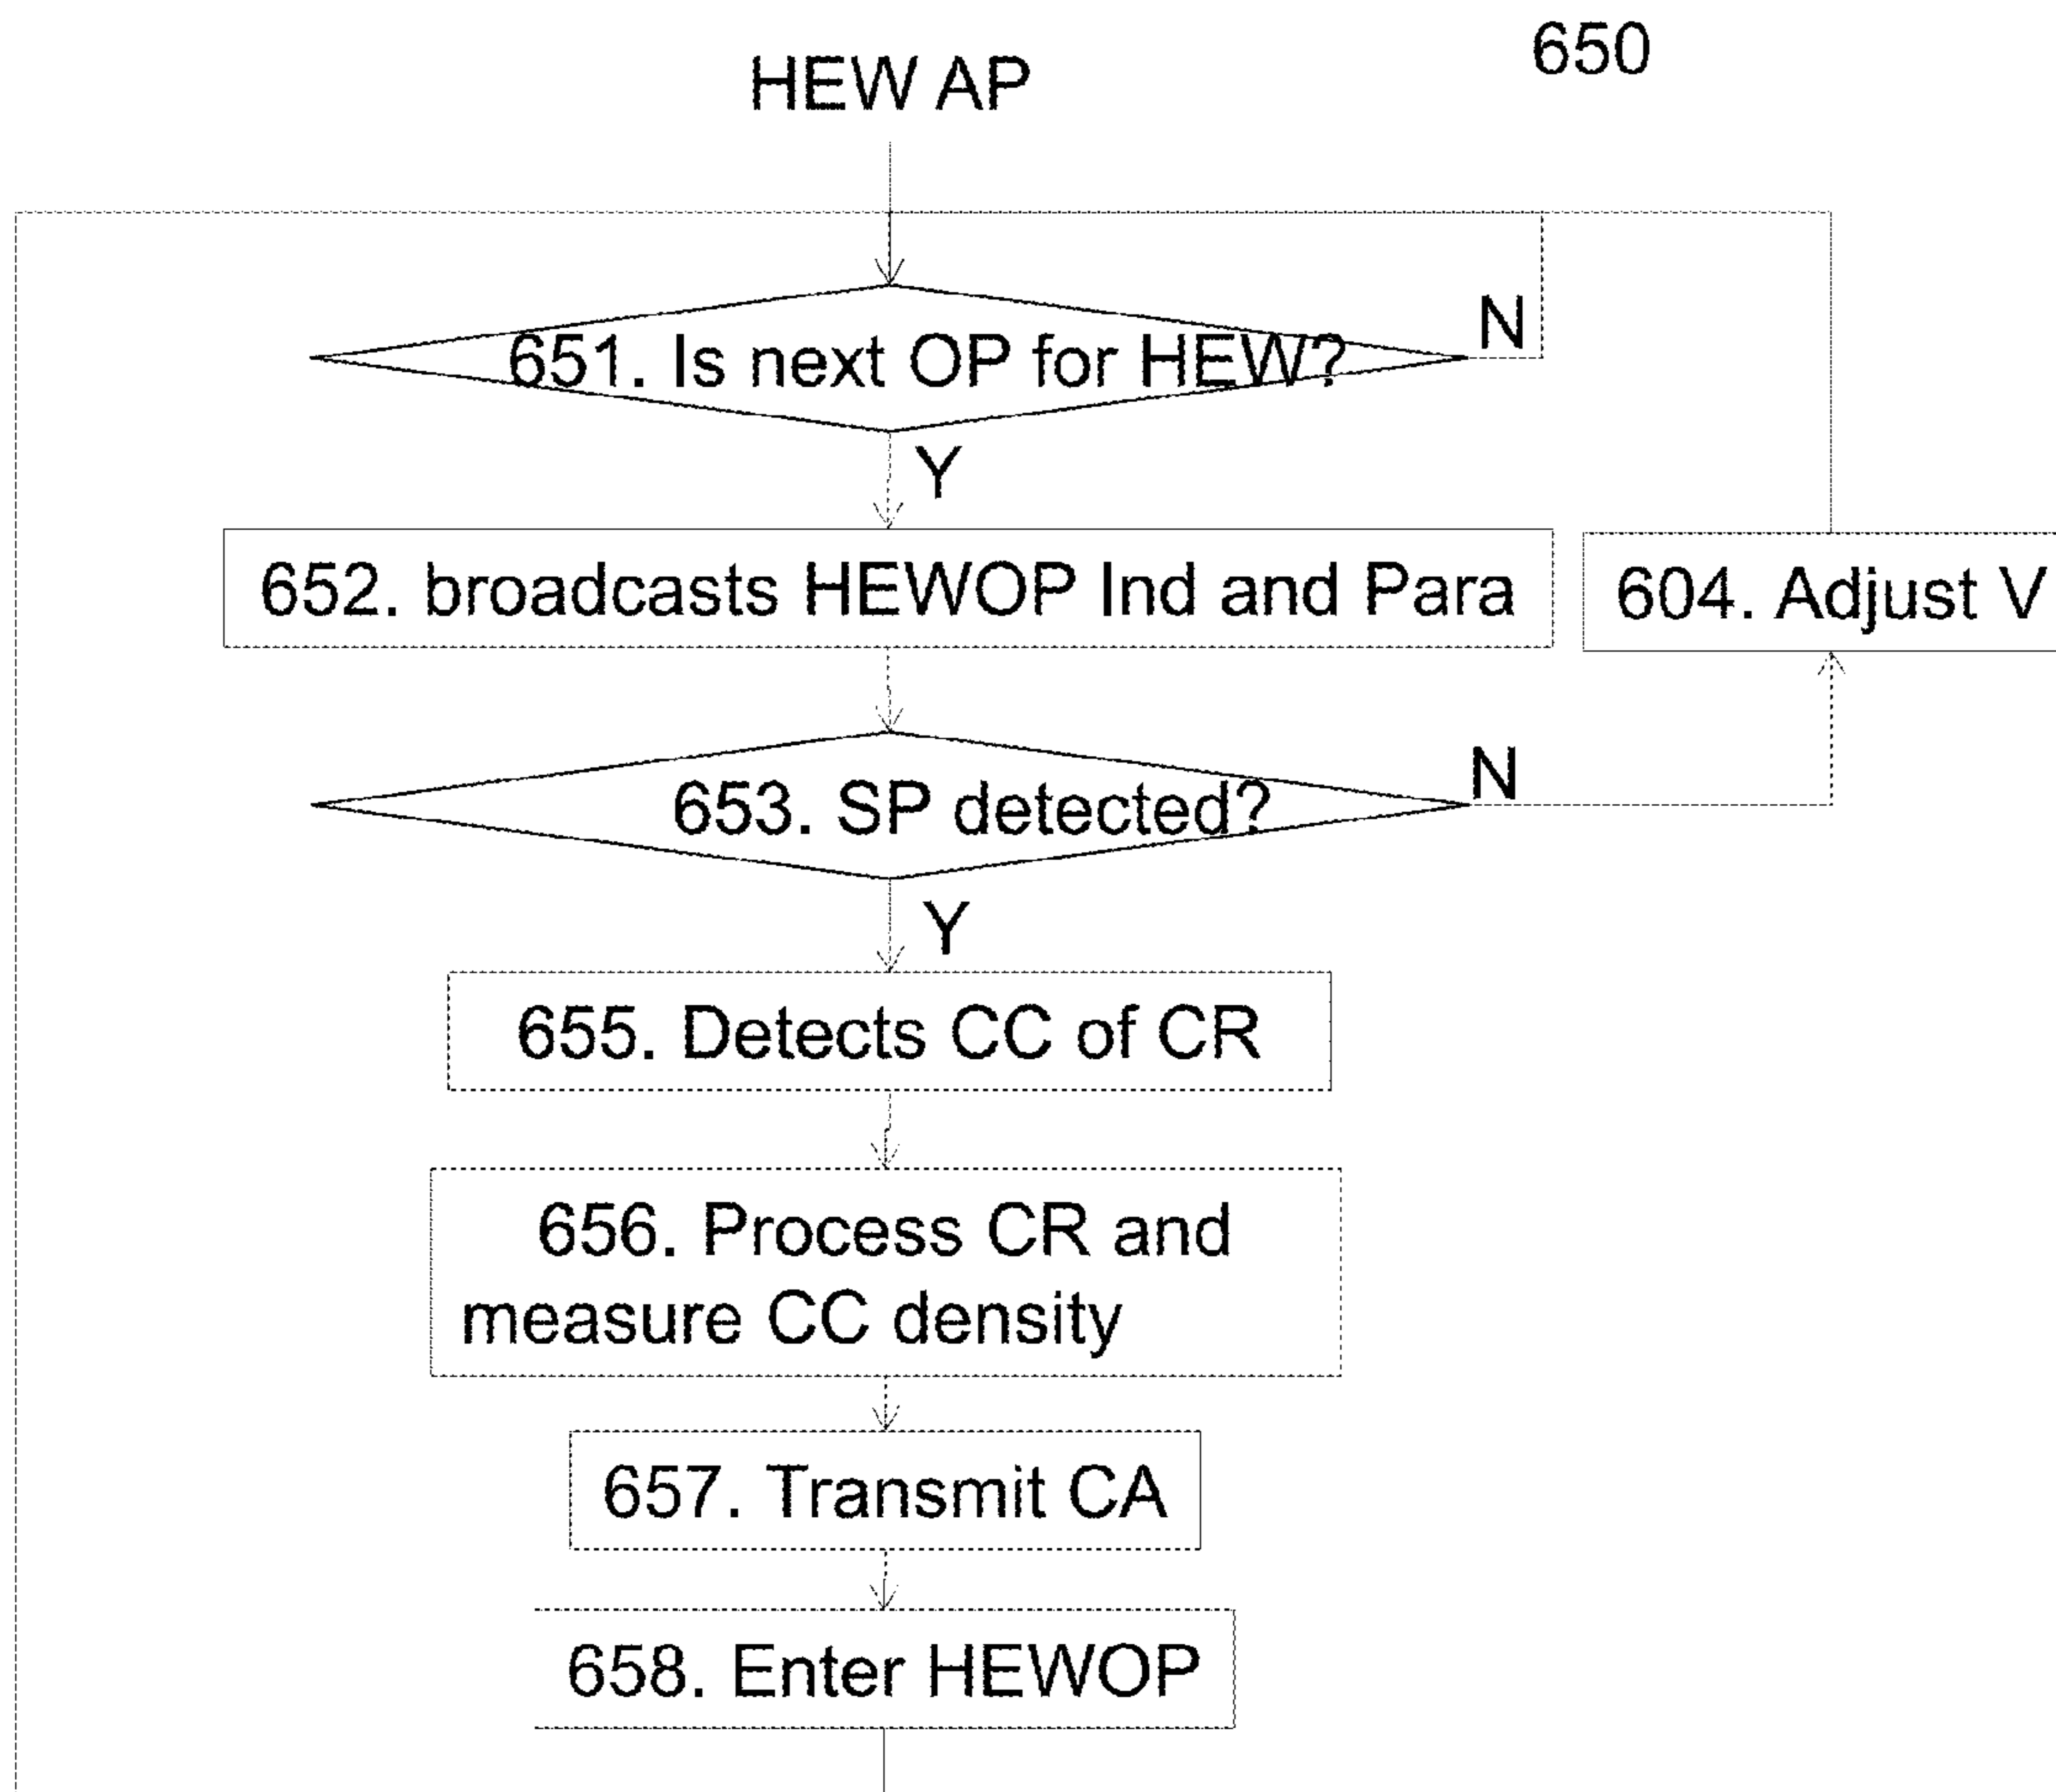 650
HEW AP
651. Is next OP for HEW?
N
Y
652. broadcasts HEWOP Ind and Para
604. Adjust V
653. SP detected?
N
Y
655. Detects CC of CR
656. Process CR and
measure CC density
657. Transmit CA
658. Enter HEWOP